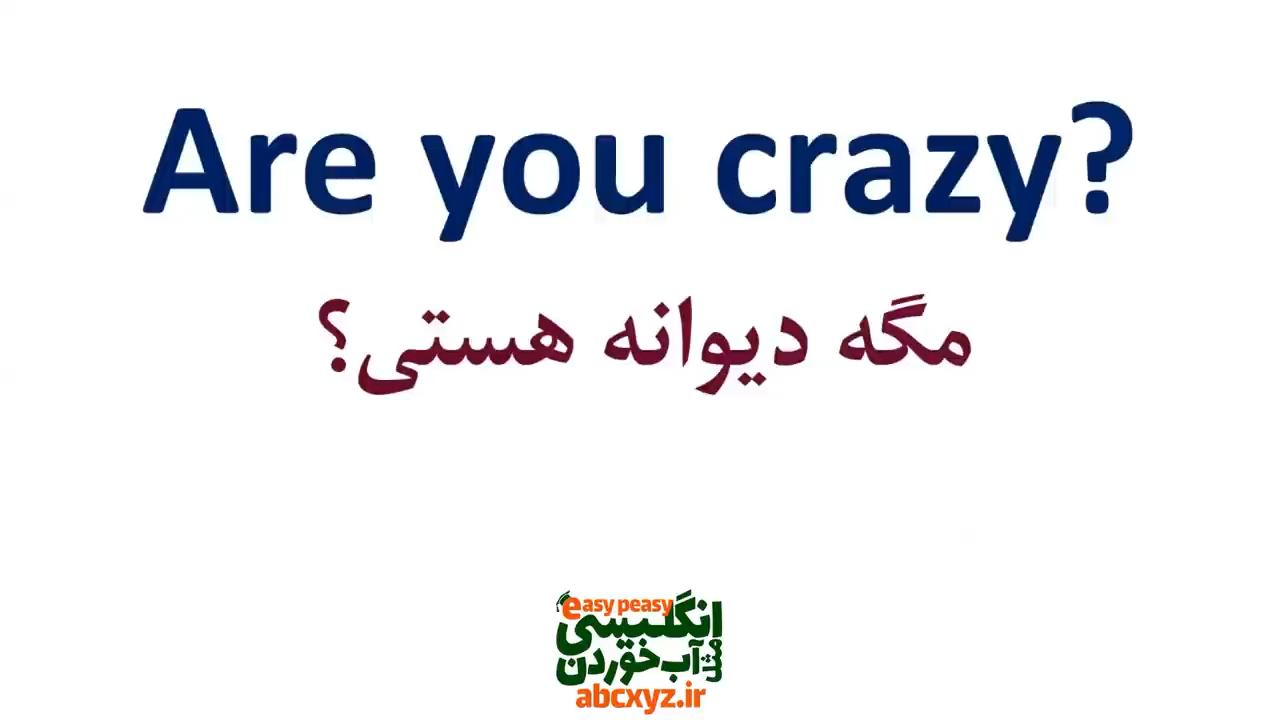 Are you crazy?
مگه دیوانه هستی؟
easy peasy
انگلیسی
مثل آب خوردن
abcxyz.ir